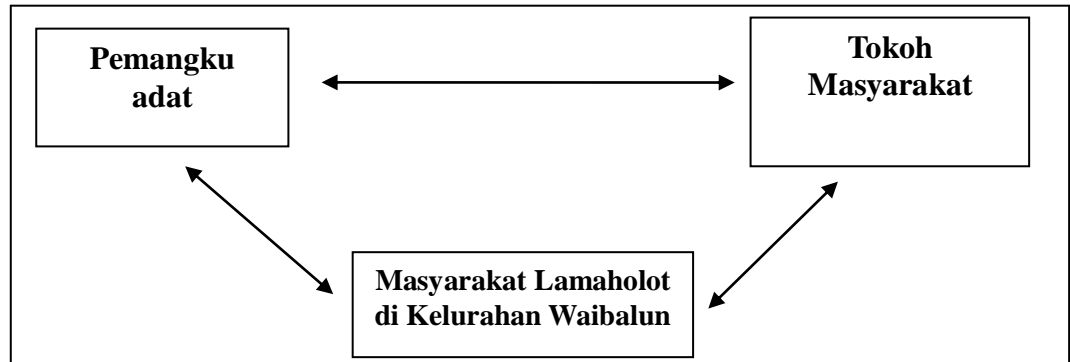 Pemangku
adat
Tokoh
Masyarakat
Masyarakat Lamaholot
di Kelurahan Waibalun